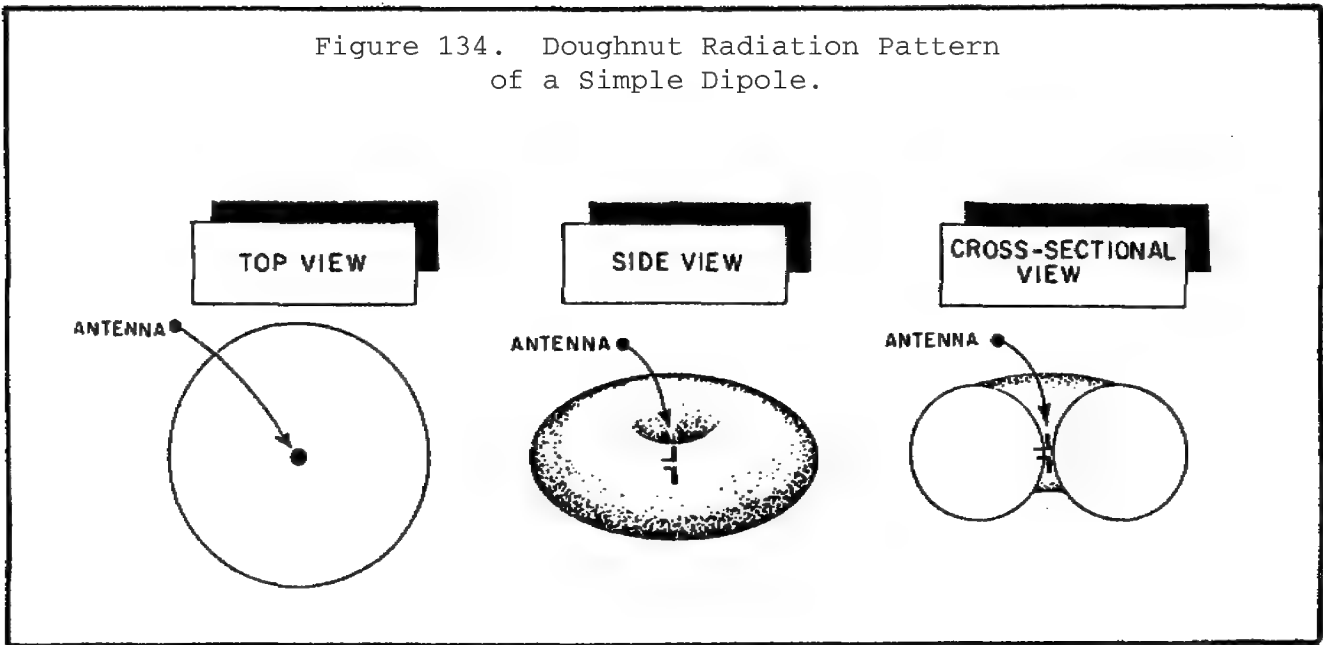 Figure 134. Doughnut Radiation Pattern
of a Simple Dipole.
TOP VIEW
SIDE VIEW
CROSS-SECTIONAL
VIEW
ANTENNA
ANTENNA
ANTENNA